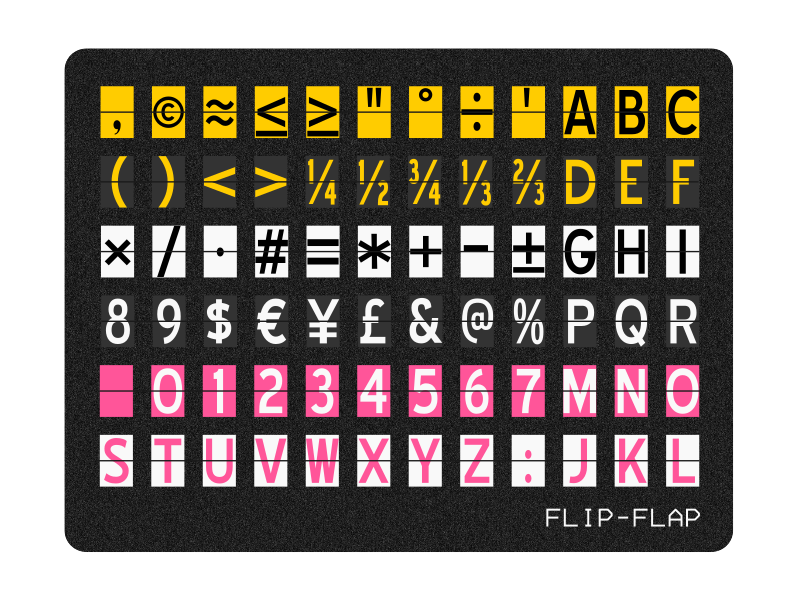 , © ≈ ≤ ≥ " ° ÷ ' A B C
( ) < > ¼ ½ ¾ ⅓ ⅔ D E F
× / · # = * + - ± G H I
8 9 $ € ¥ £ & @ % P Q R
0 1 2 3 4 5 6 7 M N O
S T U V W X Y Z : J K L
FLIP-FLAP